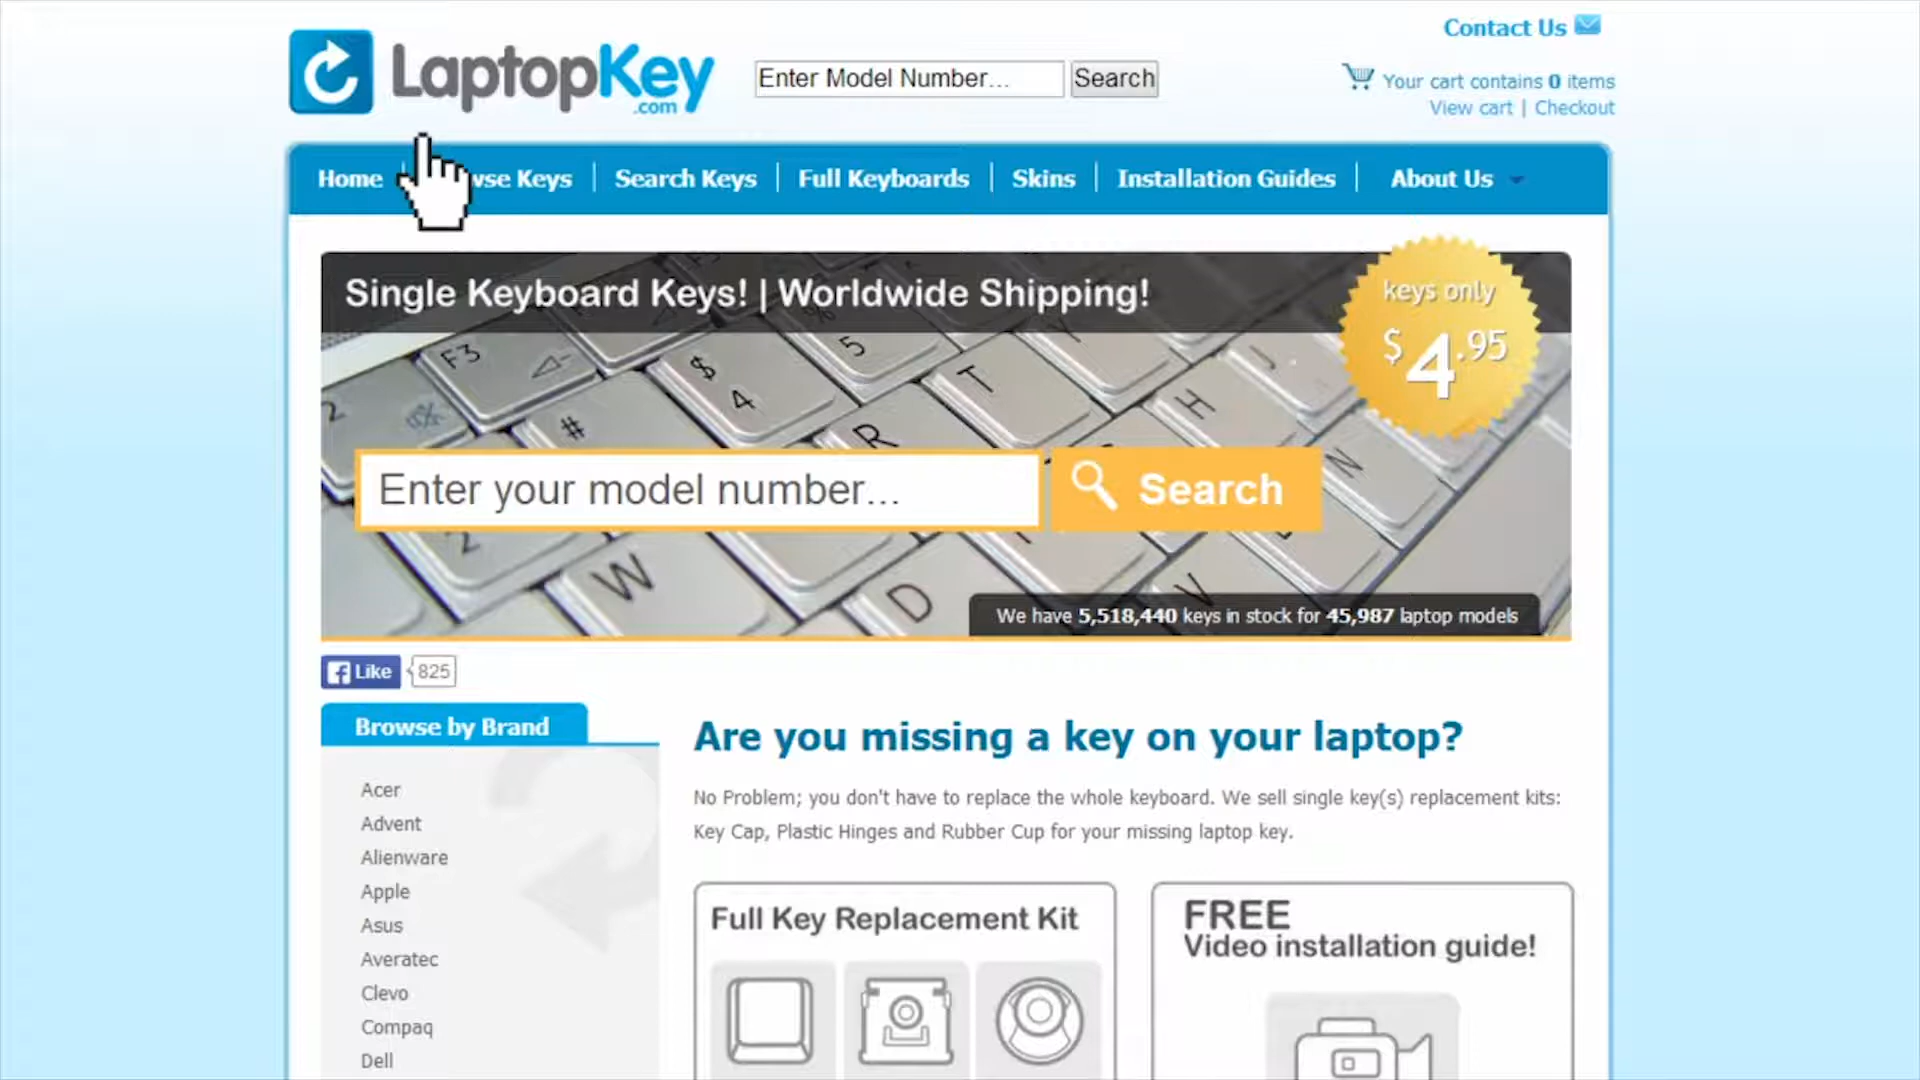 Contact Us
LaptopKey
.com
Enter Model Number...
Search
Your cart contains 0 items
View cart | Checkout
Home
Keys
Search Keys
Full Keyboards
Skins
Installation Guides
About Us
Single Keyboard Keys! | Worldwide Shipping!
keys only
$4.95
F3
$
4
%
5
T
J
H
2
#
R
N
Enter your model number...
Search
2
W
D
V
We have 5,518,440 keys in stock for 45,987 laptop models
Like
825
Browse by Brand
Acer
Advent
Alienware
Apple
Asus
Averatec
Clevo
Compaq
Dell
Are you missing a key on your laptop?
No Problem; you don't have to replace the whole keyboard. We sell single key(s) replacement kits:
Key Cap, Plastic Hinges and Rubber Cup for your missing laptop key.
Full Key Replacement Kit
FREE
Video installation guide!